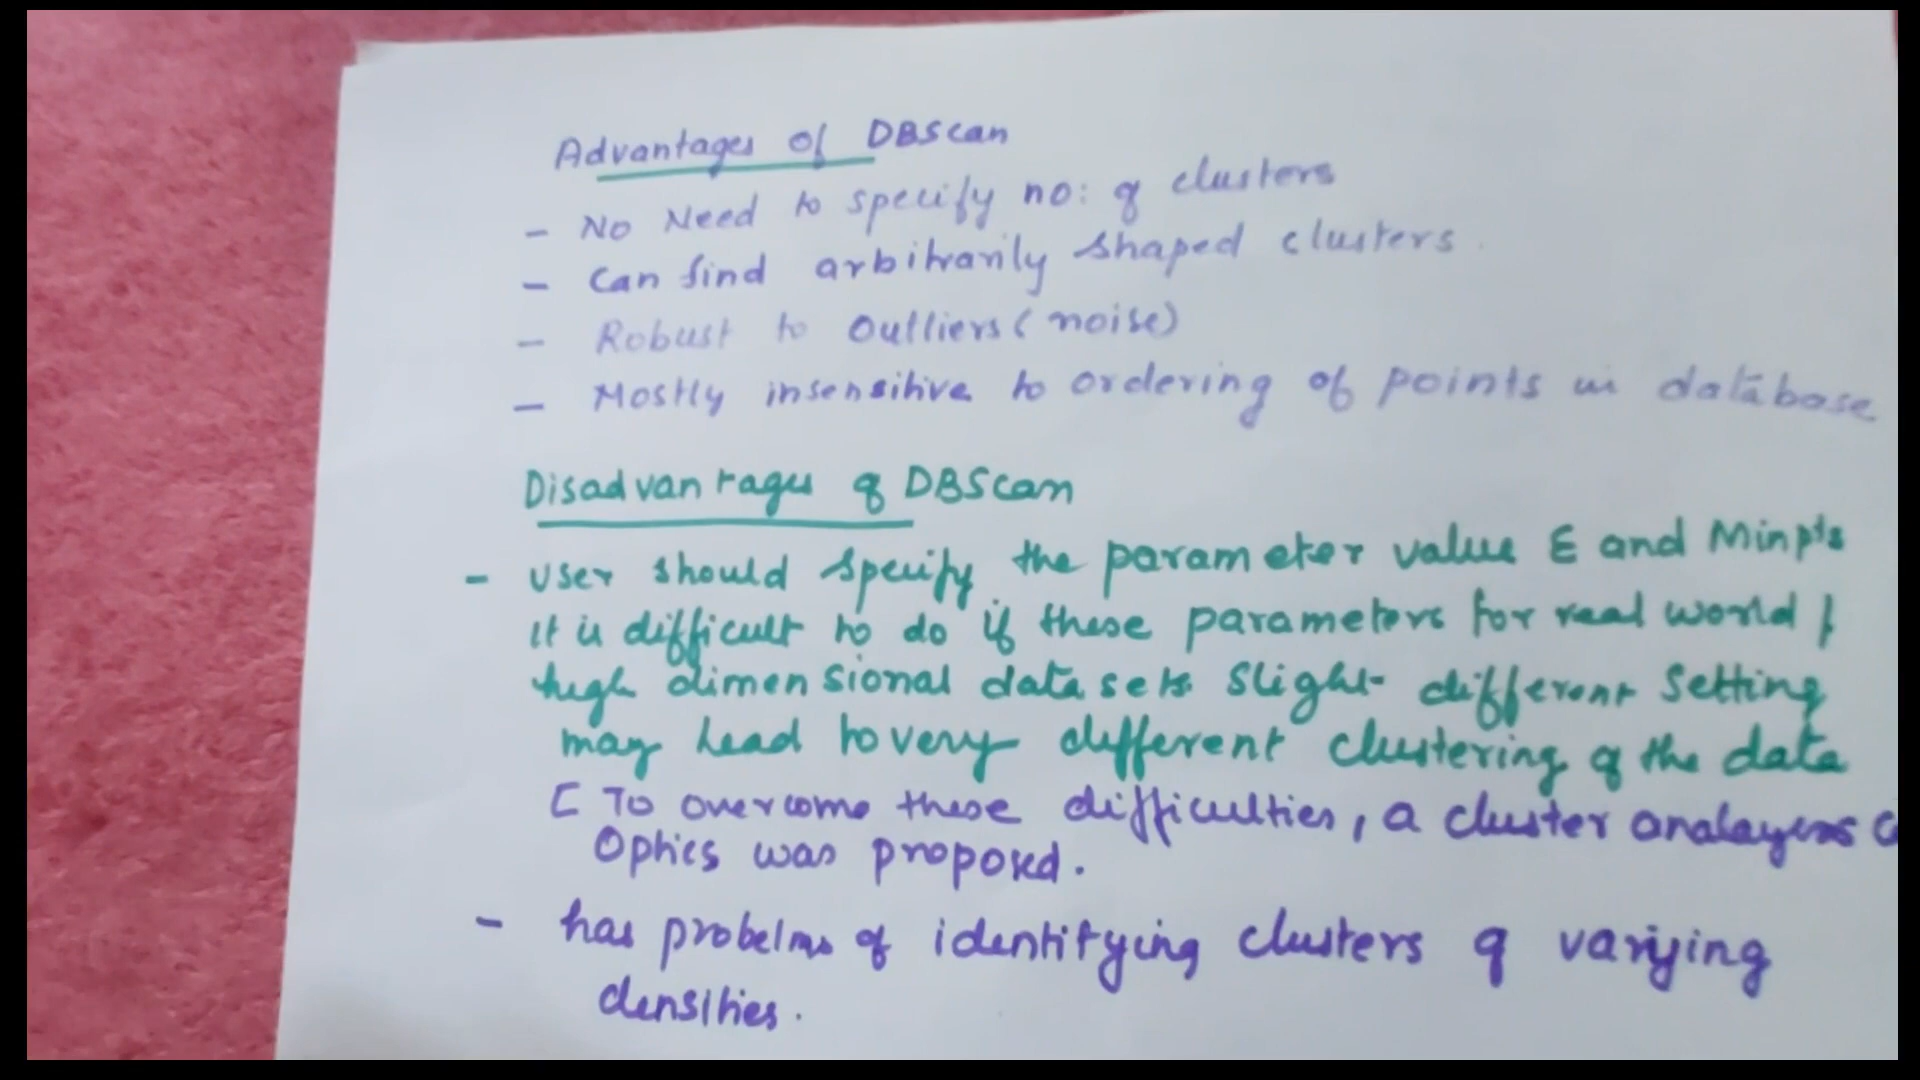 Advantages of DBScan
- No Need to specify no: of clusters
- Can find arbitrarily shaped clusters.
- Robust to outliers (noise)
- Mostly insensitive to ordering of points in database
Disadvantages of DBScan
- user should specify the parameter value ε and Minpts
It is difficult to do if these parameters for real world /
high dimensional data sets slight different setting
may lead to very different clustering of the data
[ To overcome these difficulties, a cluster
Optics was proposed.
- has probelms of identifying clusters of varying
densities.